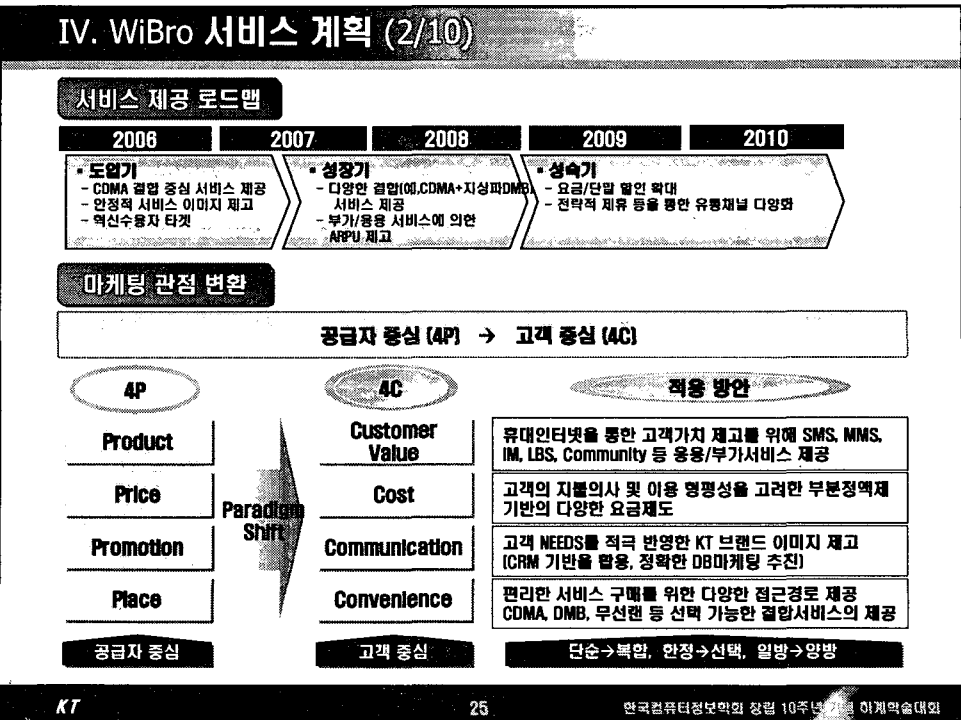 IV. WiBro 서비스 계획 (2/10)
서비스 제공 로드맵
2006 2007 2008 2009 2010
▪ 도입기
– CDMA 결합 중심 서비스 제공
– 안정적 서비스 이미지 제고
– 혁신수용자 타겟
▪ 성장기
– 다양한 결합(예,CDMA+지상파DMB)
서비스 제공
– 부가/응용 서비스에 의한
ARPU 제고
▪ 성숙기
– 요금/단말 할인 확대
– 전략적 제휴 등을 통한 유통채널 다양화
마케팅 관점 변환
공급자 중심 (4P) → 고객 중심 (4C)
4P
Product
Price
Promotion
Place
공급자 중심
Paradigm
Shift
4C
Customer
Value
Cost
Communication
Convenience
고객 중심
적용 방안
휴대인터넷을 통한 고객가치 제고를 위해 SMS, MMS,
IM, LBS, Community 등 응용/부가서비스 제공
고객의 지불의사 및 이용 형평성을 고려한 부분정액제
기반의 다양한 요금제도
고객 NEEDS를 적극 반영한 KT 브랜드 이미지 제고
(CRM 기반을 활용, 정확한 DB마케팅 추진)
편리한 서비스 구매를 위한 다양한 접근경로 제공
CDMA, DMB, 무선랜 등 선택 가능한 결합서비스의 제공
단순→복합, 한정→선택, 일방→양방
KT
25
한국컴퓨터정보학회 창립 10주년 기념 하계학술대회